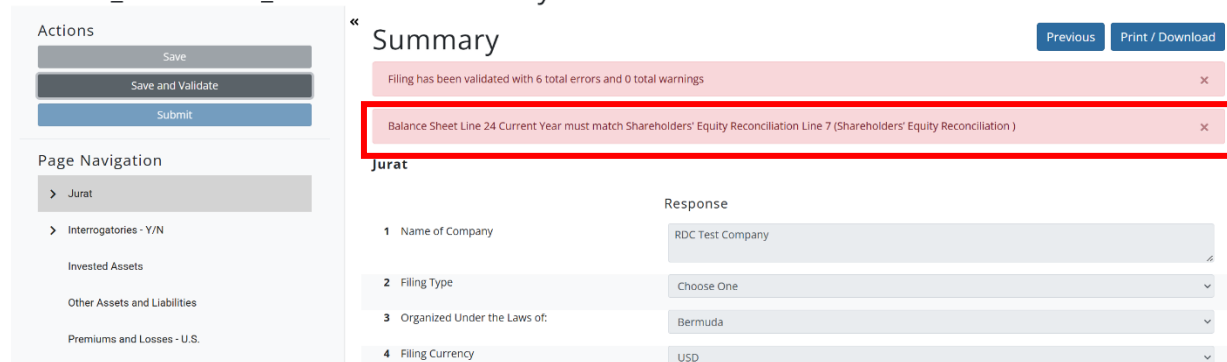 Actions
Save
Save and Validate
Submit
Page Navigation
Jurat
Interrogatories - Y/N
Invested Assets
Other Assets and Liabilities
Premiums and Losses - U.S.
«
Summary
Previous
Print / Download
Filing has been validated with 6 total errors and 0 total warnings ×
Balance Sheet Line 24 Current Year must match Shareholders' Equity Reconciliation Line 7 (Shareholders' Equity Reconciliation ) ×
Jurat
Response
1 Name of Company RDC Test Company
2 Filing Type Choose One
3 Organized Under the Laws of: Bermuda
4 Filing Currency USD